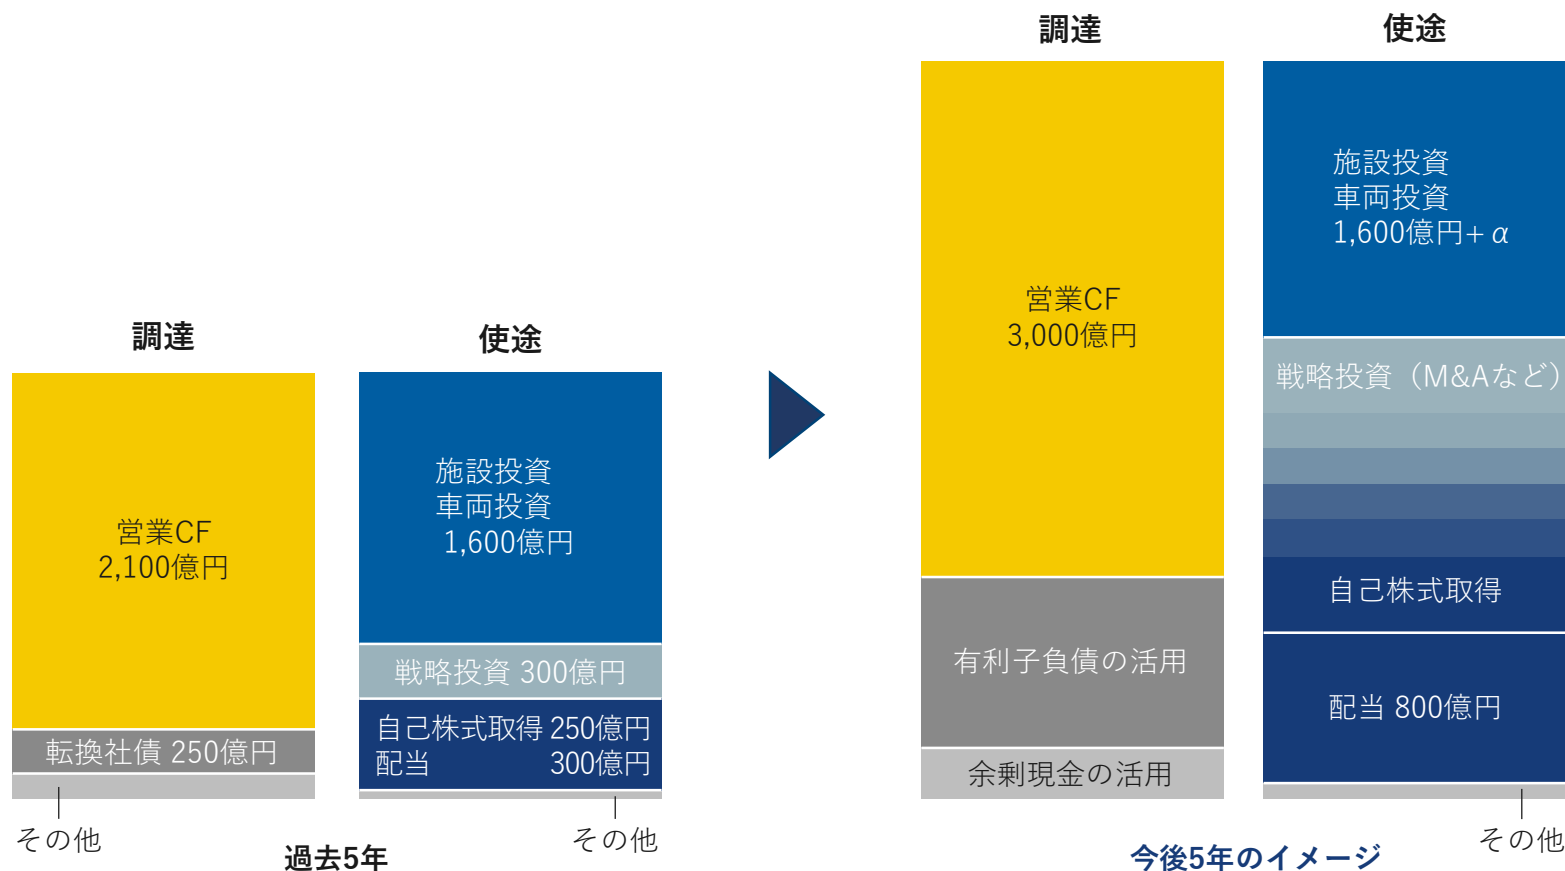 調達
使途
営業CF
2,100億円
転換社債 250億円
その他
施設投資
車両投資
1,600億円
戦略投資 300億円
自己株式取得 250億円
配当 300億円
その他
過去5年
調達
使途
営業CF
3,000億円
有利子負債の活用
余剰現金の活用
施設投資
車両投資
1,600億円+α
戦略投資（M&Aなど）
自己株式取得
配当 800億円
その他
今後5年のイメージ